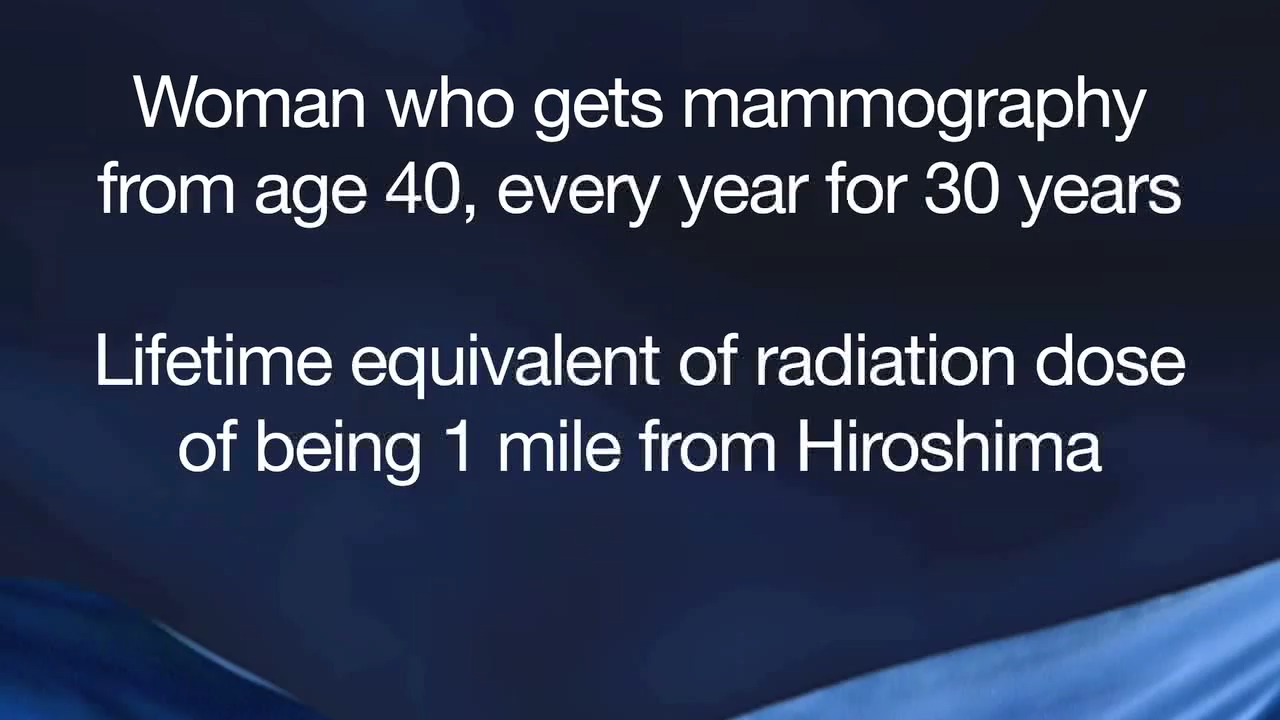 Woman who gets mammography
from age 40, every year for 30 years
Lifetime equivalent of radiation dose
of being 1 mile from Hiroshima